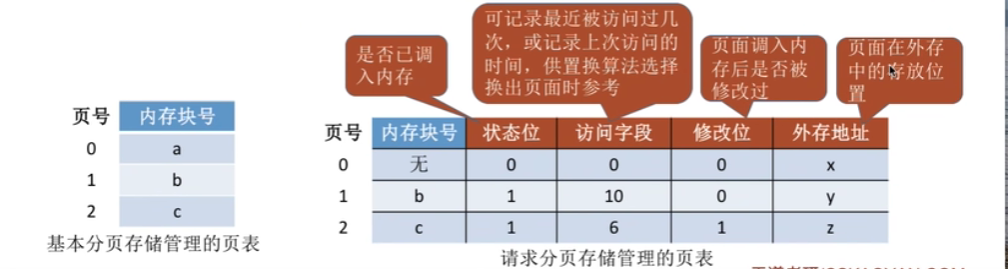 可记录最近被访问过几
次，或记录上次访问的
时间，供置换算法选择
换出页面时参考
是否已调
入内存
页面调入内
存后是否被
修改过
页面在外存
中的存放位
置
页号 内存块号
0 a
1 b
2 c
基本分页存储管理的页表
页号 内存块号 状态位 访问字段 修改位 外存地址
0 无 0 0 0 x
1 b 1 10 0 y
2 c 1 6 1 z
请求分页存储管理的页表